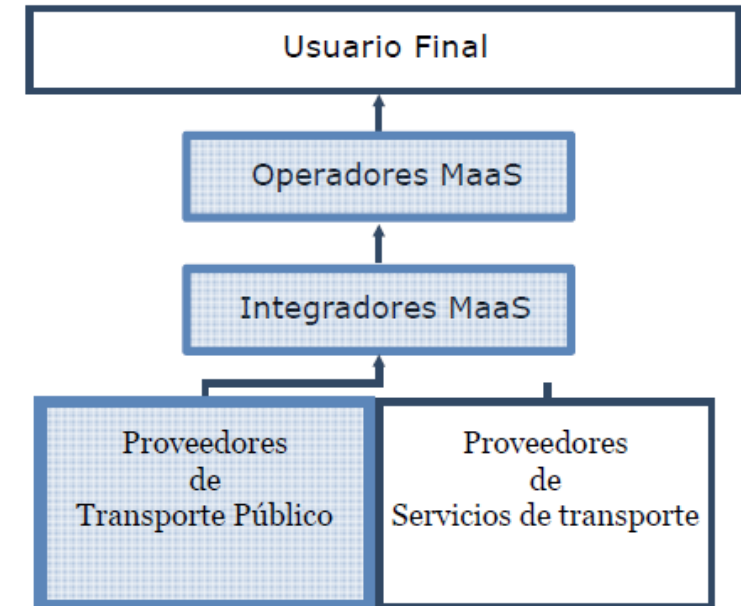 Usuario Final
Operadores MaaS
Integradores MaaS
Proveedores
de
Transporte Público
Proveedores
de
Servicios de transporte